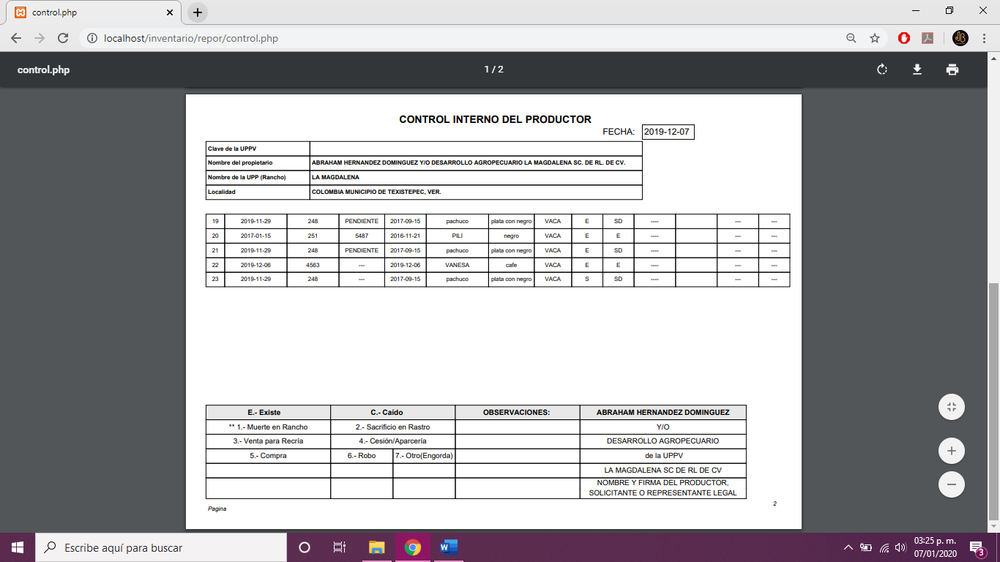 control.php
localhost/inventario/repor/control.php
control.php
1 / 2
CONTROL INTERNO DEL PRODUCTOR
FECHA: 2019-12-07
Clave de la UPPV
Nombre del propietario ABRAHAM HERNANDEZ DOMINGUEZ Y/O DESARROLLO AGROPECUARIO LA MAGDALENA SC. DE RL. DE CV.
Nombre de la UPP (Rancho) LA MAGDALENA
Localidad COLOMBIA MUNICIPIO DE TEXISTEPEC, VER.
19 2019-11-29 248 PENDIENTE 2017-09-15 pachuco plata con negro VACA E SD ---- --- ---
20 2017-01-15 251 5487 2016-11-21 PILI negro VACA E E ---- --- ---
21 2019-11-29 248 PENDIENTE 2017-09-15 pachuco plata con negro VACA E SD ---- --- ---
22 2019-12-06 4563 --- 2019-12-06 VANESA cafe VACA E E ---- --- ---
23 2019-11-29 248 --- 2017-09-15 pachuco plata con negro VACA S SD ---- --- ---
E.- Existe C.- Caído OBSERVACIONES: ABRAHAM HERNANDEZ DOMINGUEZ
** 1.- Muerte en Rancho 2.- Sacrificio en Rastro Y/O
3.- Venta para Recría 4.- Cesión/Aparcería DESARROLLO AGROPECUARIO
5.- Compra 6.- Robo 7.- Otro(Engorda) de la UPPV
LA MAGDALENA SC DE RL DE CV
NOMBRE Y FIRMA DEL PRODUCTOR,
SOLICITANTE O REPRESENTANTE LEGAL
Pagina 2
Escribe aquí para buscar
03:25 p. m.
07/01/2020
3